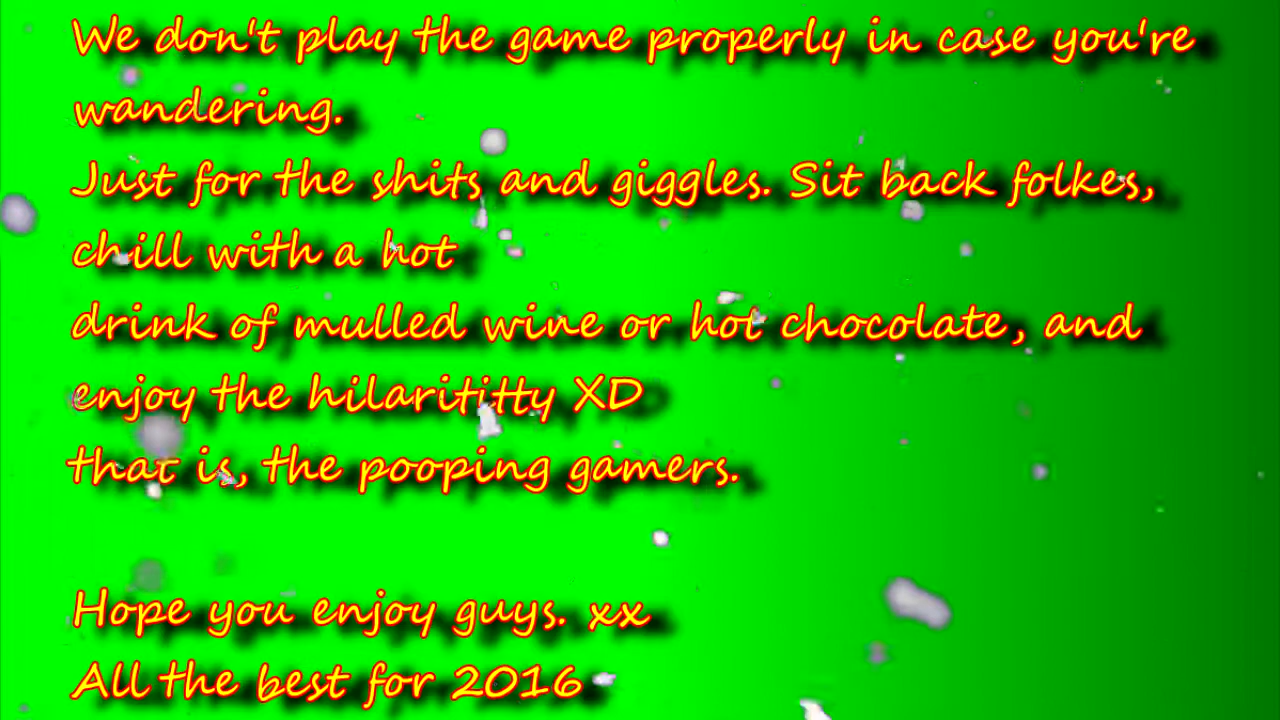 We don't play the game properly in case you're
wandering.
Just for the shits and giggles. Sit back folkes,
chill with a hot
drink of mulled wine or hot chocolate, and
enjoy the hilarititty XD
that is, the pooping gamers.
Hope you enjoy guys. xx
All the best for 2016